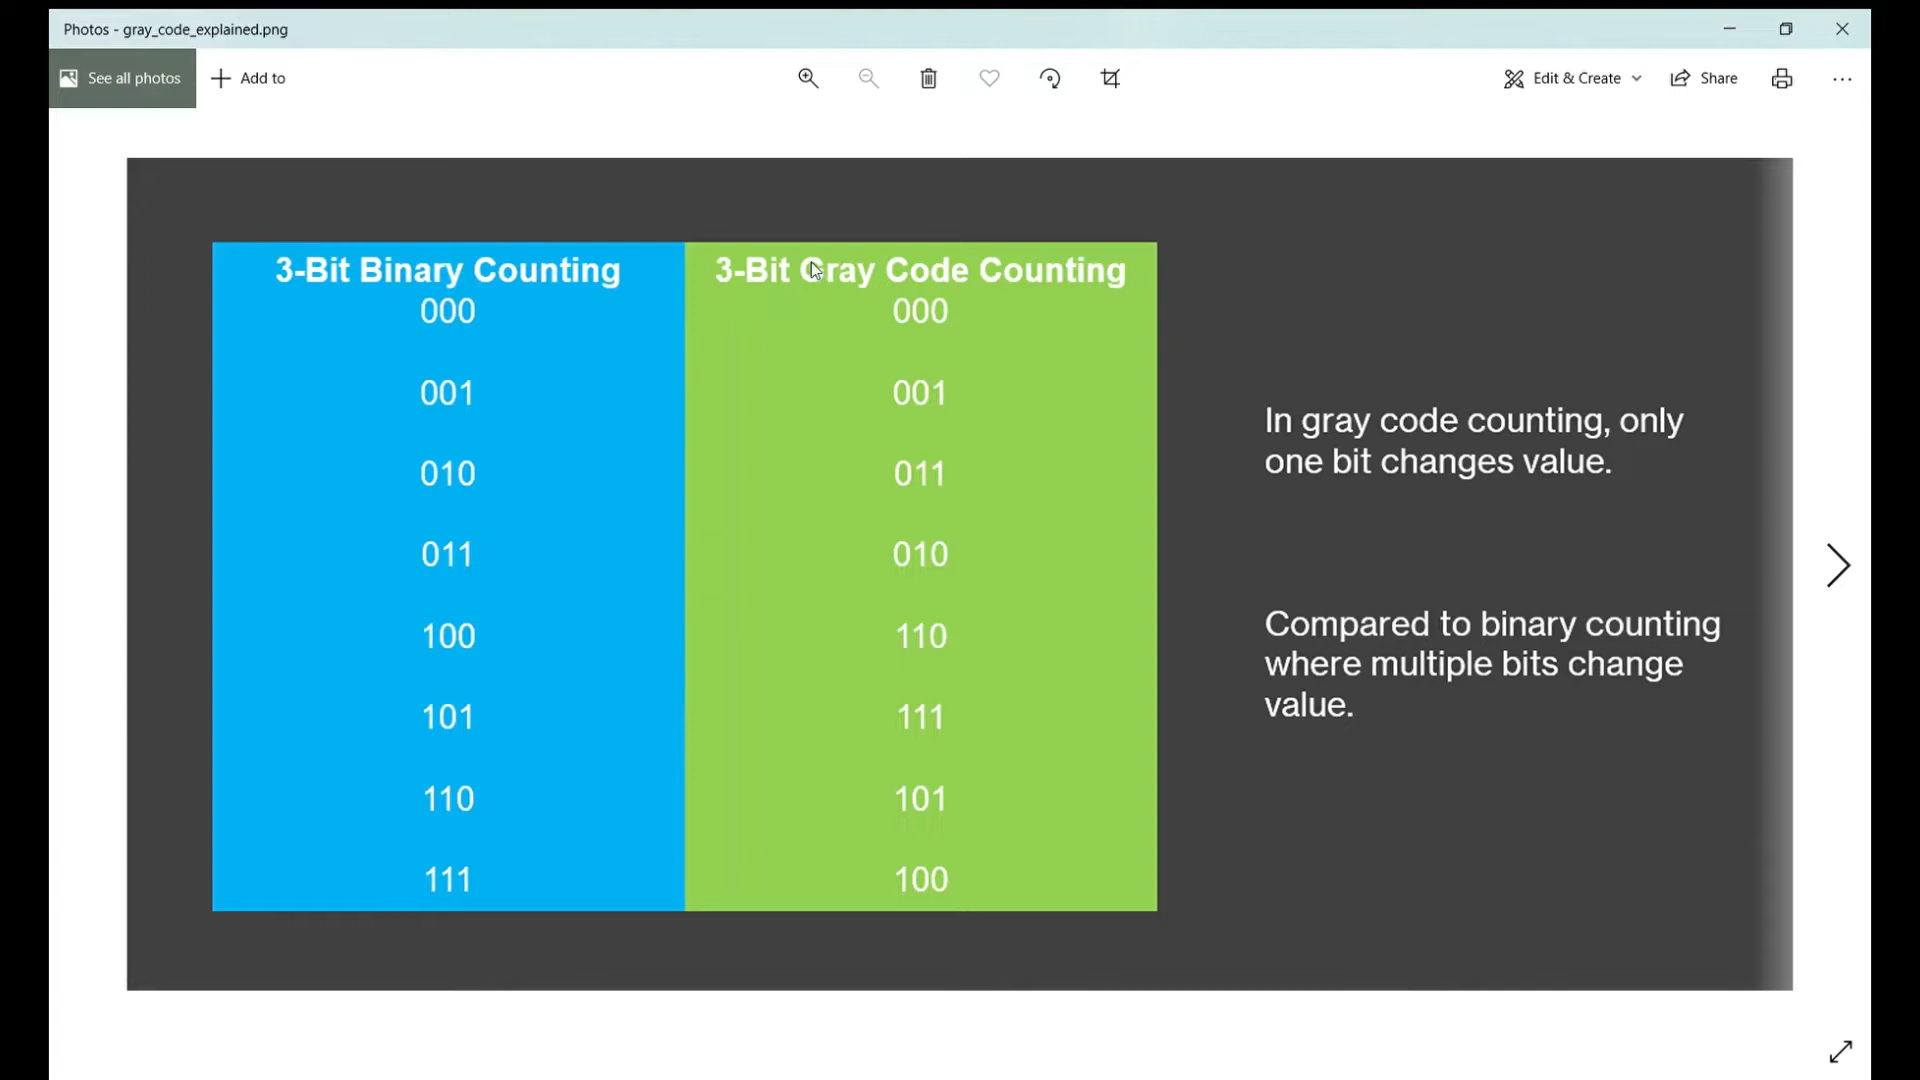 Photos - gray_code_explained.png
See all photos
Add to
Edit & Create
Share
3-Bit Binary Counting
000
001
010
011
100
101
110
111
3-Bit Gray Code Counting
000
001
011
010
110
111
101
100
In gray code counting, only
one bit changes value.
Compared to binary counting
where multiple bits change
value.